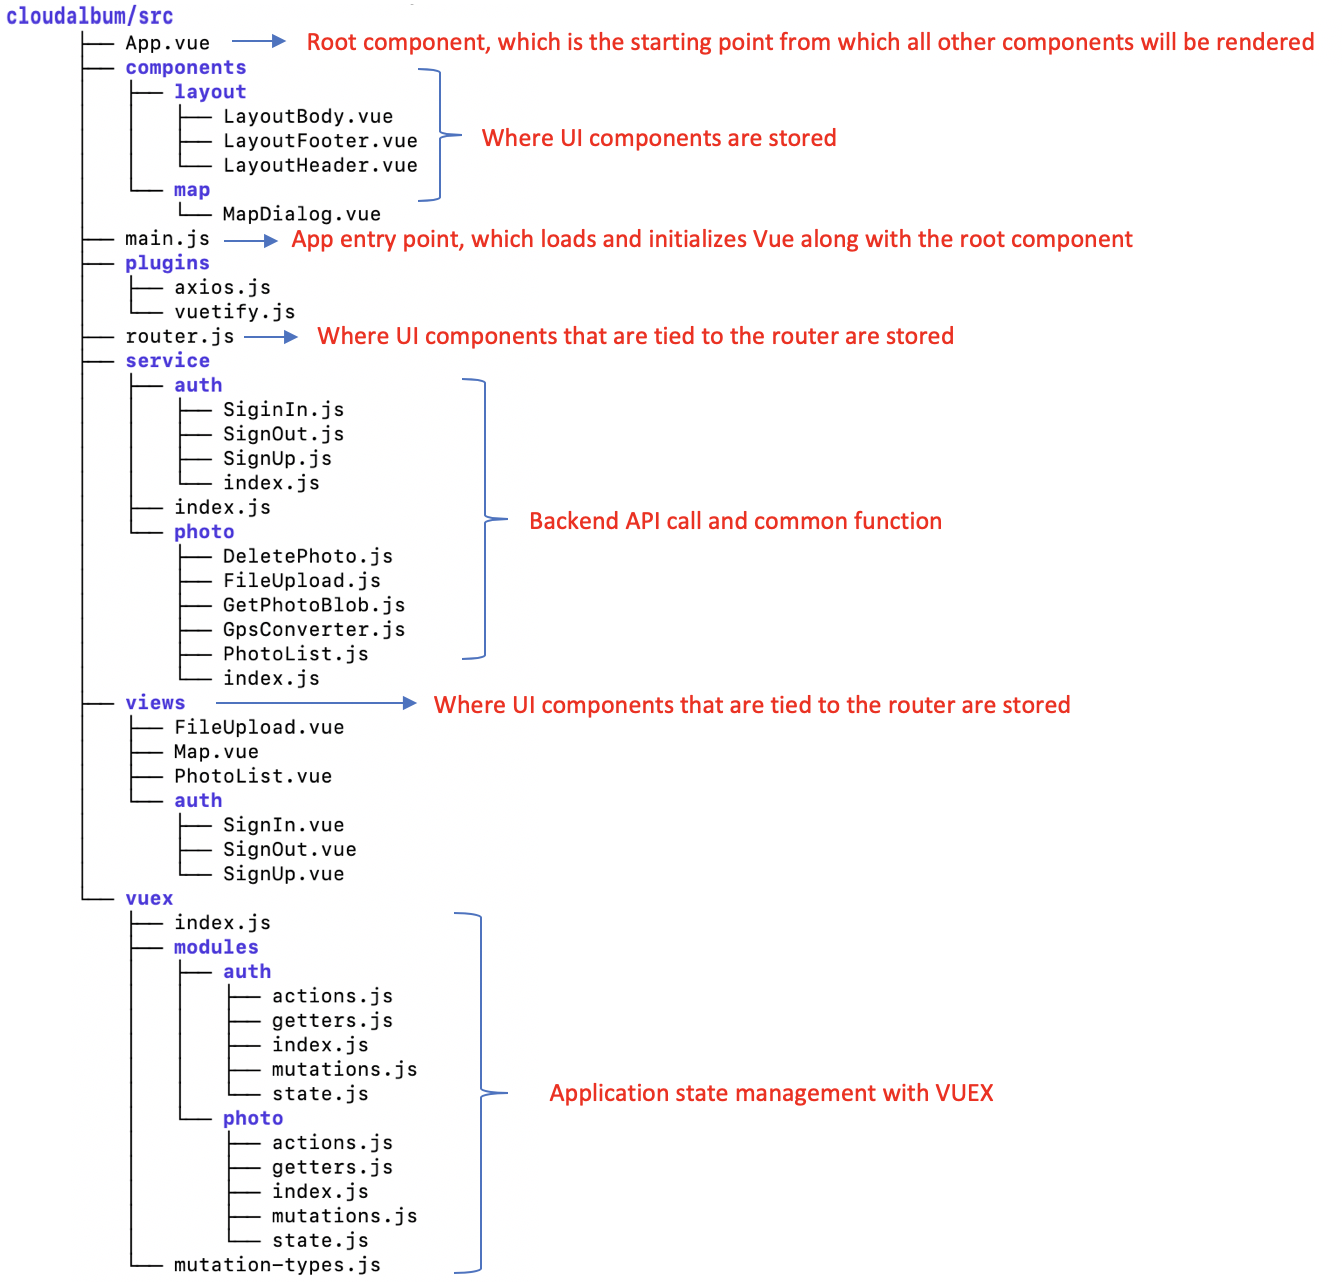 cloudalbum/src
├── App.vue Root component, which is the starting point from which all other components will be rendered
├── components
│   ├── layout
│   │   ├── LayoutBody.vue
│   │   ├── LayoutFooter.vue
│   │   └── LayoutHeader.vue
Where UI components are stored
│   └── map
│       └── MapDialog.vue
├── main.js App entry point, which loads and initializes Vue along with the root component
├── plugins
│   ├── axios.js
│   └── vuetify.js
├── router.js Where UI components that are tied to the router are stored
├── service
│   ├── auth
│   │   ├── SiginIn.js
│   │   ├── SignOut.js
│   │   ├── SignUp.js
│   │   └── index.js
│   ├── index.js
Backend API call and common function
│   └── photo
│       ├── DeletePhoto.js
│       ├── FileUpload.js
│       ├── GetPhotoBlob.js
│       ├── GpsConverter.js
│       ├── PhotoList.js
│       └── index.js
├── views Where UI components that are tied to the router are stored
│   ├── FileUpload.vue
│   ├── Map.vue
│   ├── PhotoList.vue
│   └── auth
│       ├── SignIn.vue
│       ├── SignOut.vue
│       └── SignUp.vue
└── vuex
    ├── index.js
    ├── modules
    │   ├── auth
    │   │   ├── actions.js
    │   │   ├── getters.js
    │   │   ├── index.js
    │   │   ├── mutations.js
    │   │   └── state.js
Application state management with VUEX
    │   └── photo
    │       ├── actions.js
    │       ├── getters.js
    │       ├── index.js
    │       ├── mutations.js
    │       └── state.js
    └── mutation-types.js